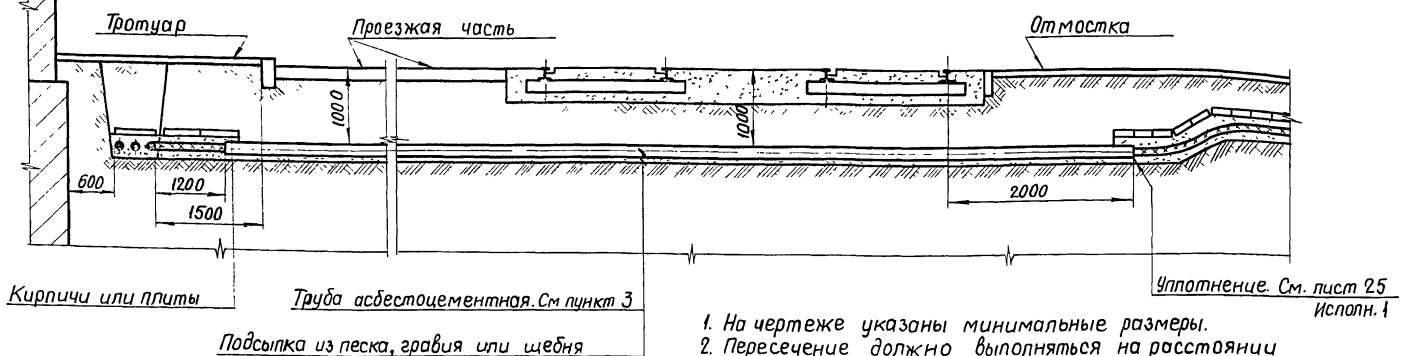 Тротуар
Проезжая часть
Отмостка
1000
1000
600
1200
1500
2000
Кирпичи или плиты
Труба асбестоцементная. См пункт 3
Подсыпка из песка, гравия или щебня
Уплотнение. См. лист 25
Исполн. 1
1. На чертеже указаны минимальные размеры.
2. Пересечение должно выполняться на расстоянии